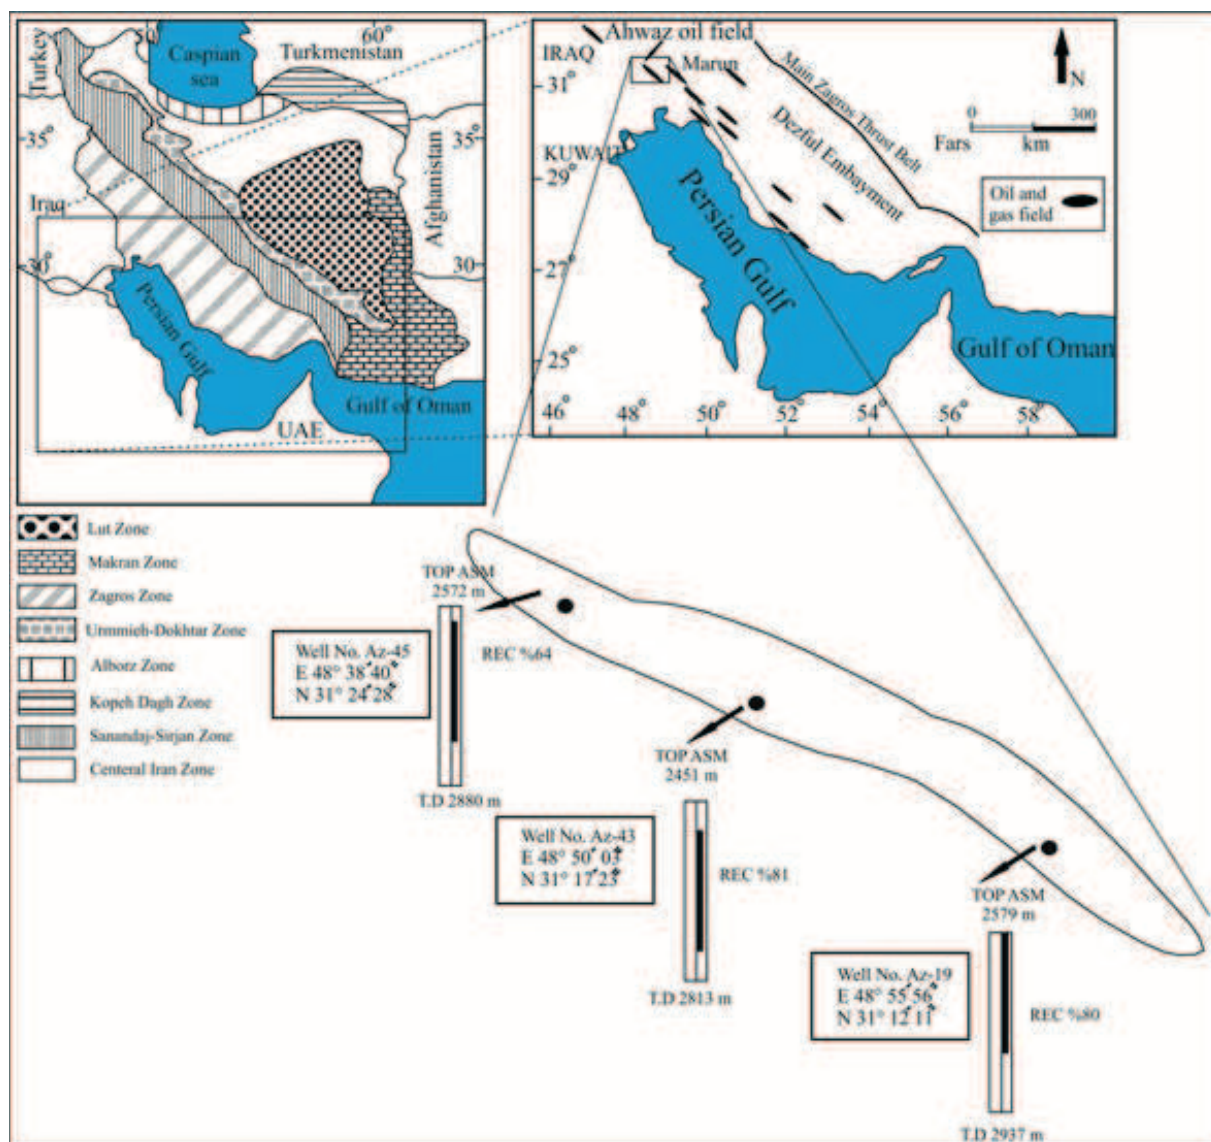 50
60°
Turkey
Caspian
sea
Turkmenistan
35°
35°
Afghanistan
Iraq
30°
30
Persian Gulf
Gulf of Oman
UAE
IRAQ
Ahwaz oil field
Marun
31°
Main Zagros Thrust Belt
N
0 300
Fars km
Dezful Embayment
KUWAIT
29°
Oil and
gas field
Persian Gulf
27°
25°
Gulf of Oman
46° 48° 50° 52° 54° 56° 58°
Lut Zone
Makran Zone
Zagros Zone
Urmmieh-Dokhtar Zone
Alborz Zone
Kopeh Dagh Zone
Sanandaj-Sirjan Zone
Centeral Iran Zone
TOP ASM
2572 m
Well No. Az-45
E 48° 38' 40"
N 31° 24' 28"
REC %64
T.D 2880 m
TOP ASM
2451 m
Well No. Az-43
E 48° 50' 03"
N 31° 17' 23"
REC %81
T.D 2813 m
TOP ASM
2579 m
Well No. Az-19
E 48° 55' 56"
N 31° 12' 11"
REC %80
T.D 2937 m